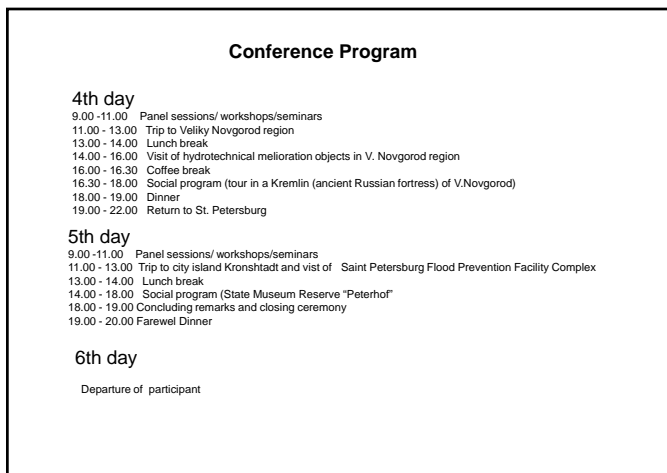 Conference Program
4th day
9.00 -11.00 Panel sessions/ workshops/seminars
11.00 - 13.00 Trip to Veliky Novgorod region
13.00 - 14.00 Lunch break
14.00 - 16.00 Visit of hydrotechnical melioration objects in V. Novgorod region
16.00 - 16.30 Coffee break
16.30 - 18.00 Social program (tour in a Kremlin (ancient Russian fortress) of V.Novgorod)
18.00 - 19.00 Dinner
19.00 - 22.00 Return to St. Petersburg
5th day
9.00 -11.00 Panel sessions/ workshops/seminars
11.00 - 13.00 Trip to city island Kronshtadt and vist of Saint Petersburg Flood Prevention Facility Complex
13.00 - 14.00 Lunch break
14.00 - 18.00 Social program (State Museum Reserve “Peterhof”
18.00 - 19.00 Concluding remarks and closing ceremony
19.00 - 20.00 Farewel Dinner
6th day
Departure of participant